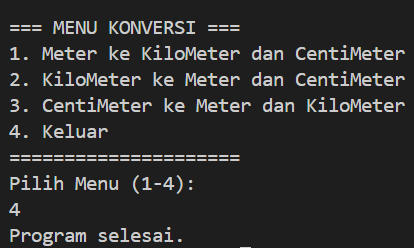 === MENU KONVERSI ===
1. Meter ke KiloMeter dan CentiMeter
2. KiloMeter ke Meter dan CentiMeter
3. CentiMeter ke Meter dan KiloMeter
4. Keluar
=====================
Pilih Menu (1-4):
4
Program selesai.